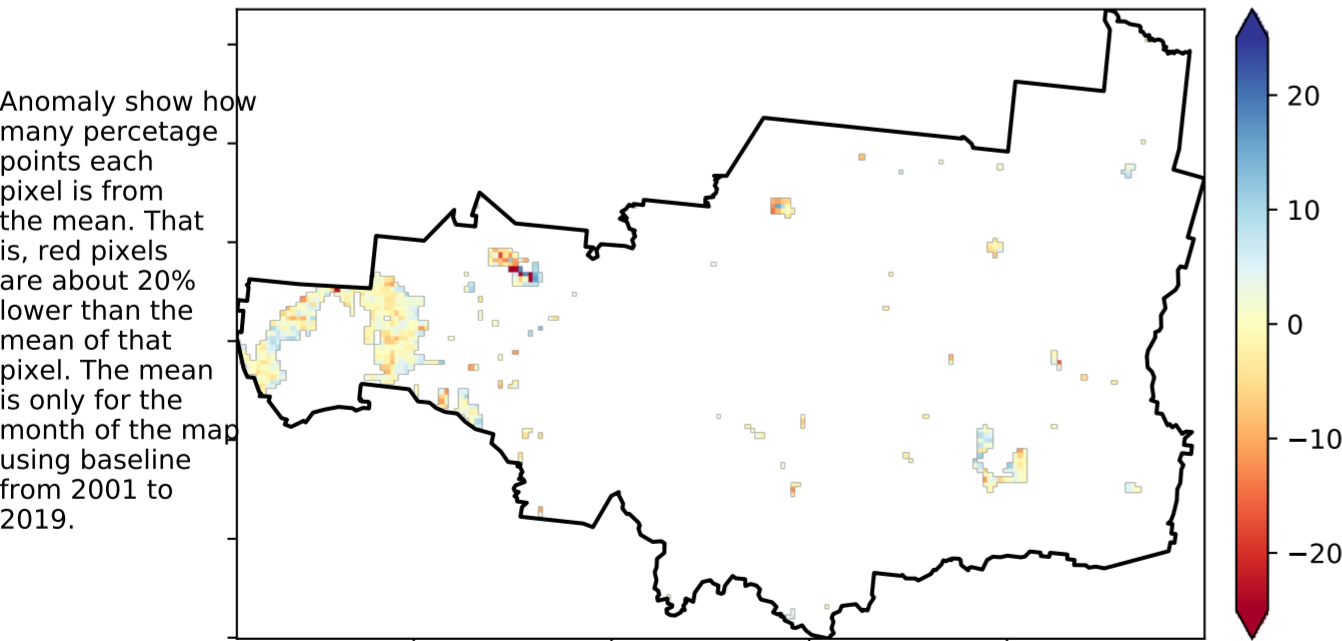 Anomaly show how
many percetage
points each
pixel is from
the mean. That
is, red pixels
are about 20%
lower than the
mean of that
pixel. The mean
is only for the
month of the map
using baseline
from 2001 to
2019.
20
10
0
−10
−20